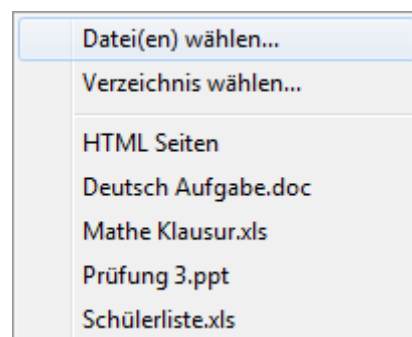 Datei(en) wählen...
Verzeichnis wählen...
HTML Seiten
Deutsch Aufgabe.doc
Mathe Klausur.xls
Prüfung 3.ppt
Schülerliste.xls